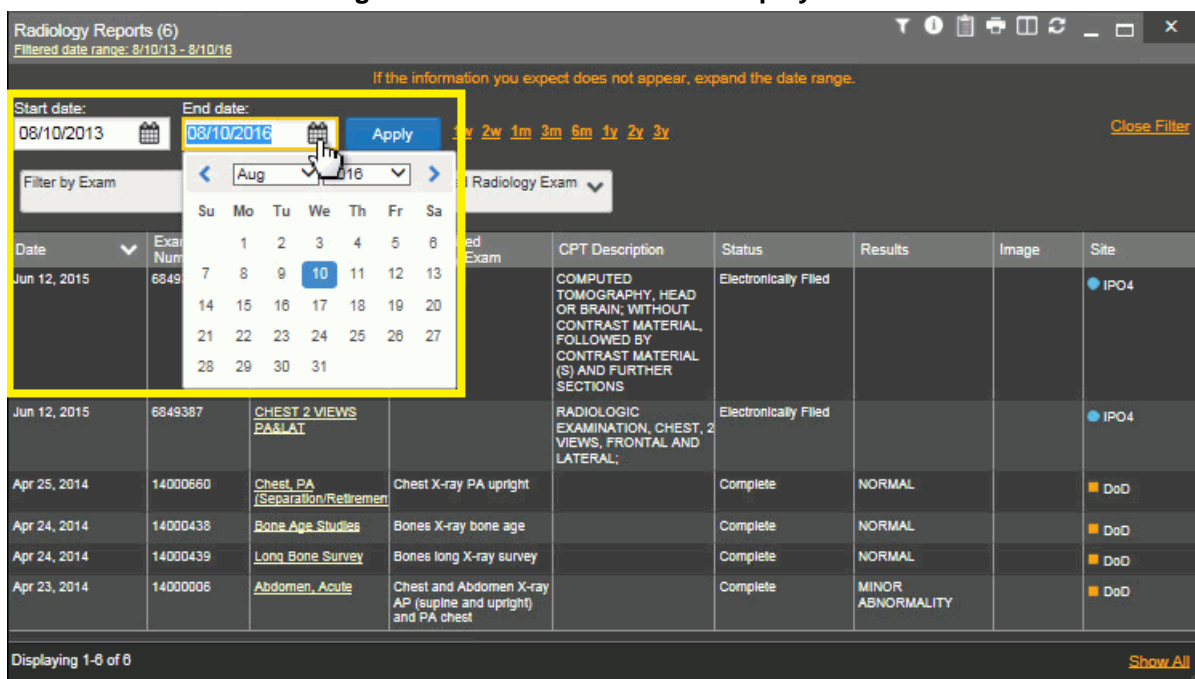 Radiology Reports (6)
Filtered date range: 8/10/13 - 8/10/16
If the information you expect does not appear, expand the date range.
Start date:
End date:
08/10/2013
08/10/2016
Apply
2w 1m 3m 6m 1y 2y 3y
Close Filter
Filter by Exam
Radiology Exam
Aug
Su Mo Tu We Th Fr Sa
1 2 3 4 5 6
7 8 9 10 11 12 13
14 15 16 17 18 19 20
21 22 23 24 25 26 27
28 29 30 31
Date
CPT Description
Status
Results
Image
Site
Exam
Jun 12, 2015
6849
COMPUTED
TOMOGRAPHY, HEAD
OR BRAIN; WITHOUT
CONTRAST MATERIAL,
FOLLOWED BY
CONTRAST MATERIAL
(S) AND FURTHER
SECTIONS
Electronically Filed
IPO4
Jun 12, 2015
6849387
CHEST 2 VIEWS
PA&LAT
RADIOLOGIC
EXAMINATION, CHEST, 2
VIEWS, FRONTAL AND
LATERAL;
Electronically Filed
IPO4
Apr 25, 2014
14000660
Chest, PA
(Separation/Retiremen
Chest X-ray PA upright
Complete
NORMAL
DoD
Apr 24, 2014
14000438
Bone Age Studies
Bones X-ray bone age
Complete
NORMAL
DoD
Apr 24, 2014
14000439
Long Bone Survey
Bones long X-ray survey
Complete
NORMAL
DoD
Apr 23, 2014
14000006
Abdomen, Acute
Chest and Abdomen X-ray
AP (supine and upright)
and PA chest
Complete
MINOR
ABNORMALITY
DoD
Displaying 1-6 of 6
Show All